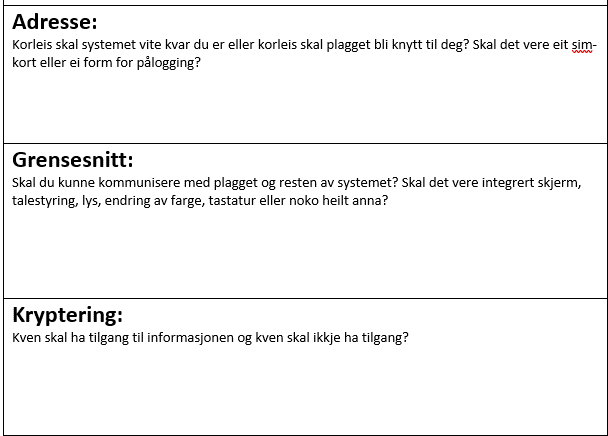 Adresse:
Korleis skal systemet vite kvar du er eller korleis skal plagget bli knytt til deg? Skal det vere eit sim-
kort eller ei form for pålogging?
Grensesnitt:
Skal du kunne kommunisere med plagget og resten av systemet? Skal det vere integrert skjerm,
talestyring, lys, endring av farge, tastatur eller noko heilt anna?
Kryptering:
Kven skal ha tilgang til informasjonen og kven skal ikkje ha tilgang?